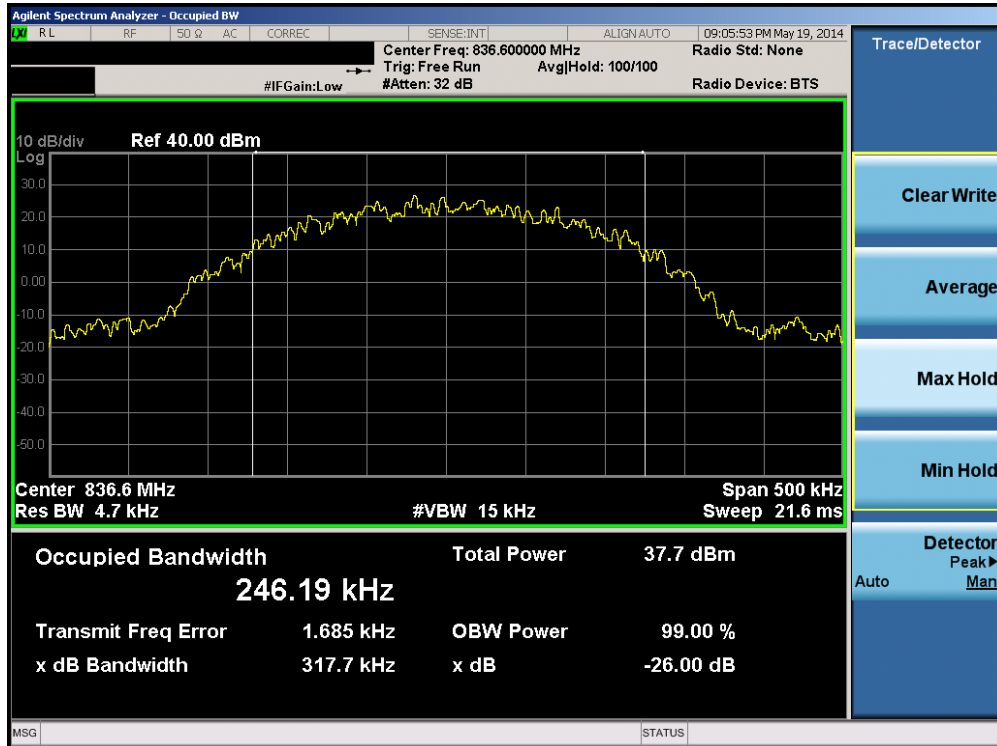 Agilent Spectrum Analyzer - Occupied BW
LXI RL RF 50 Ω AC CORREC SENSE:INT ALIGN AUTO 09:05:53 PM May 19, 2014
Center Freq: 836.600000 MHz Radio Std: None
Trig: Free Run Avg|Hold: 100/100
#IFGain:Low #Atten: 32 dB Radio Device: BTS
10 dB/div Ref 40.00 dBm
Log
30.0
20.0
10.0
0.00
-10.0
-20.0
-30.0
-40.0
-50.0
Center 836.6 MHz Span 500 kHz
Res BW 4.7 kHz #VBW 15 kHz Sweep 21.6 ms
Occupied Bandwidth Total Power 37.7 dBm
246.19 kHz
Transmit Freq Error 1.685 kHz OBW Power 99.00 %
x dB Bandwidth 317.7 kHz x dB -26.00 dB
MSG STATUS
Trace/Detector
Clear Write
Average
Max Hold
Min Hold
Detector
Peak▶
Auto Man